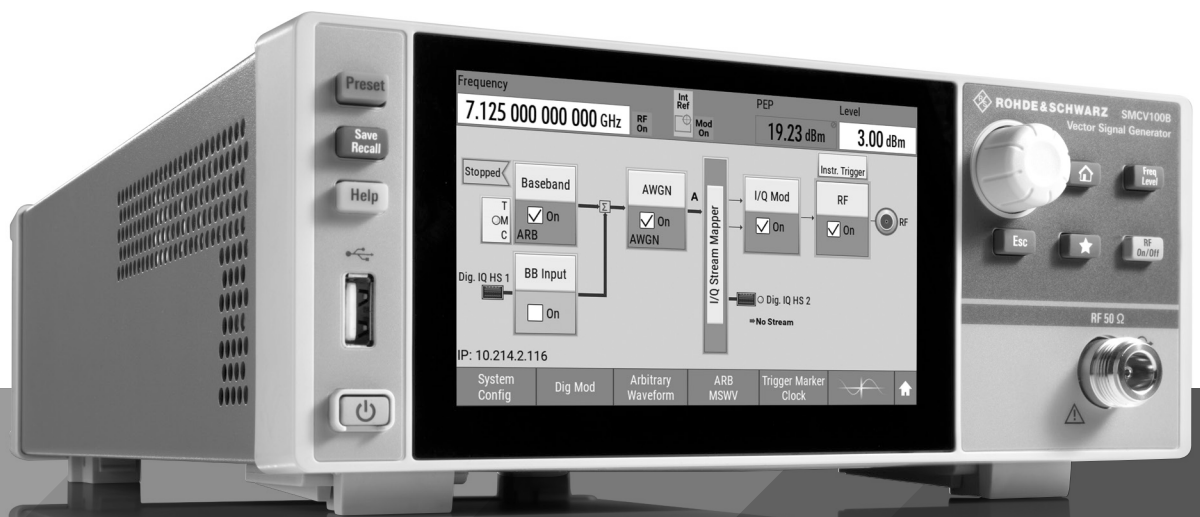 Preset
Save
Recall
Help
Frequency
7.125 000 000 000 GHz
RF
On
Int
Ref
Mod
On
PEP
19.23 dBm
Level
3.00 dBm
Stopped
Baseband
On
ARB
T
M
C
Σ
AWGN
On
AWGN
A
I/Q Stream Mapper
I/Q Mod
On
Instr. Trigger
RF
On
RF
Dig. IQ HS 1
BB Input
On
Dig. IQ HS 2
No Stream
IP: 10.214.2.116
System
Config
Dig Mod
Arbitrary
Waveform
ARB
MSWV
Trigger Marker
Clock
ROHDE&SCHWARZ SMCV100B
Vector Signal Generator
Freq
Level
Esc
RF
On/Off
RF 50 Ω